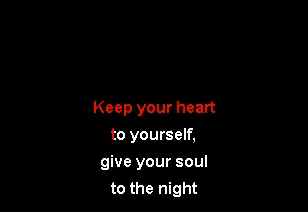 Keep your heart
to yourself,
give your soul
to the night